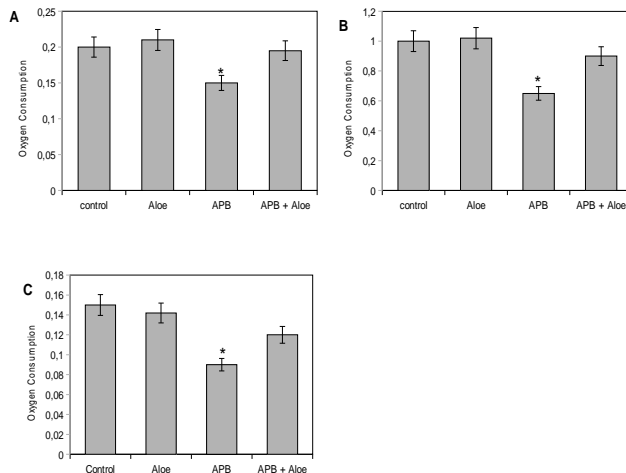 A
Oxygen Consumption
0,25
0,2
0,15
0,1
0,05
0
*
control Aloe APB APB + Aloe
B
Oxygen Consumption
1,2
1
0,8
0,6
0,4
0,2
0
*
control Aloe APB APB + Aloe
C
Oxygen Consumption
0,18
0,16
0,14
0,12
0,1
0,08
0,06
0,04
0,02
0
*
Control Aloe APB APB + Aloe